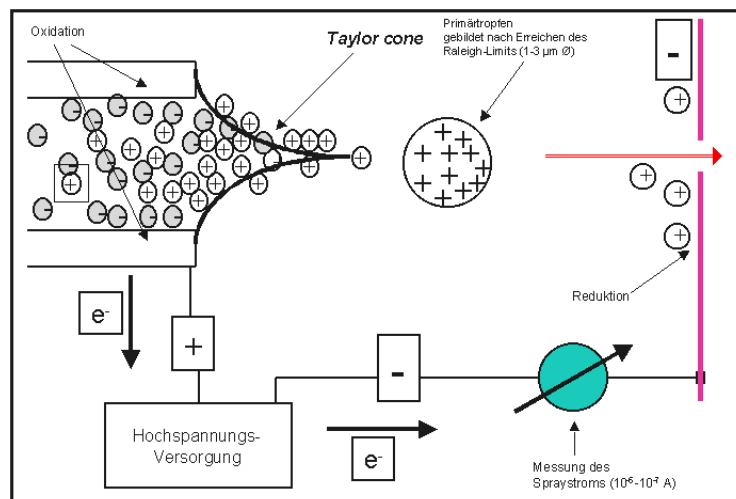 Oxidation
Taylor cone
Primärtropfen
gebildet nach Erreichen des
Raleigh-Limits (1-3 µm Ø)
-
Reduktion
e⁻
+
-
Hochspannungs-
Versorgung
e⁻
Messung des
Spraystroms (10⁻⁶-10⁻⁷ A)